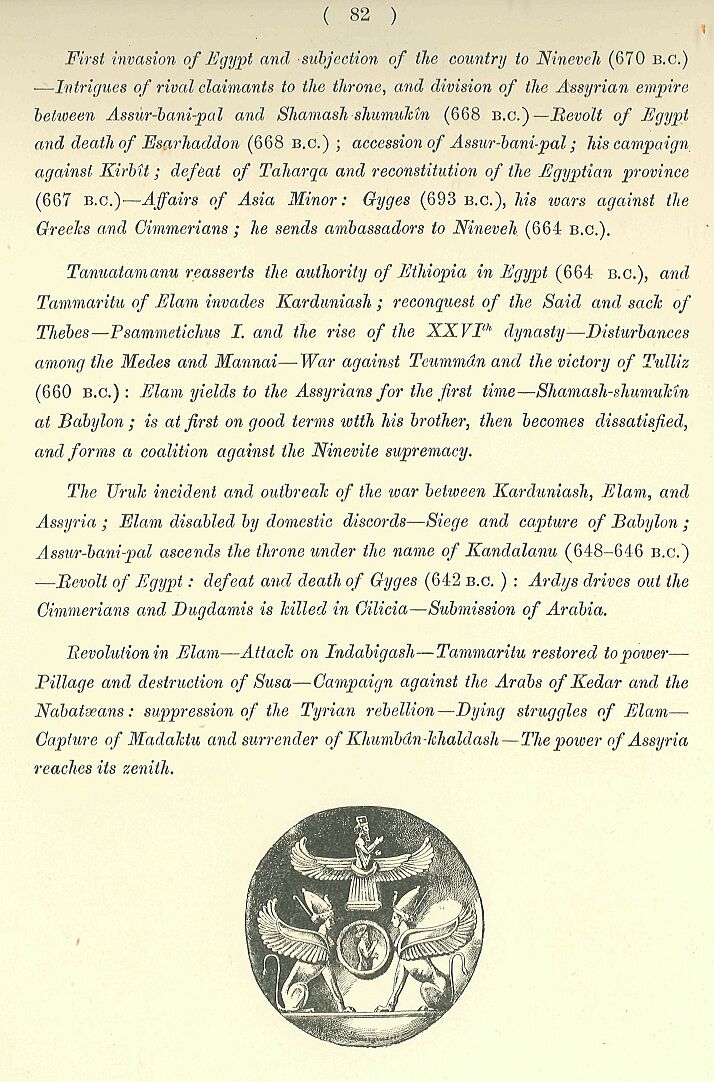 ( 82 )
First invasion of Egypt and subjection of the country to Nineveh (670 B.C.)
—Intrigues of rival claimants to the throne, and division of the Assyrian empire
between Assur-bani-pal and Shamash-shumukîn (668 B.C.)—Revolt of Egypt
and death of Esarhaddon (668 B.C.) ; accession of Assur-bani-pal ; his campaign
against Kirbît ; defeat of Taharqa and reconstitution of the Egyptian province
(667 B.C.)—Affairs of Asia Minor: Gyges (693 B.C.), his wars against the
Greeks and Cimmerians ; he sends ambassadors to Nineveh (664 B.C.).
Tanuatamanu reasserts the authority of Ethiopia in Egypt (664 B.C.), and
Tammaritu of Elam invades Karduniash ; reconquest of the Said and sack of
Thebes—Psammetichus I. and the rise of the XXVIth dynasty—Disturbances
among the Medes and Mannai—War against Teummân and the victory of Tulliz
(660 B.C.) : Elam yields to the Assyrians for the first time—Shamash-shumukîn
at Babylon ; is at first on good terms wtth his brother, then becomes dissatisfied,
and forms a coalition against the Ninevite supremacy.
The Uruk incident and outbreak of the war between Karduniash, Elam, and
Assyria ; Elam disabled by domestic discords—Siege and capture of Babylon ;
Assur-bani-pal ascends the throne under the name of Kandalanu (648-646 B.C.)
—Revolt of Egypt : defeat and death of Gyges (642 B.C. ) : Ardys drives out the
Cimmerians and Dugdamis is killed in Cilicia—Submission of Arabia.
Revolution in Elam—Attack on Indabigash—Tammaritu restored to power—
Pillage and destruction of Susa—Campaign against the Arabs of Kedar and the
Nabatæans : suppression of the Tyrian rebellion—Dying struggles of Elam—
Capture of Madaktu and surrender of Khumbân-khaldash—The power of Assyria
reaches its zenith.